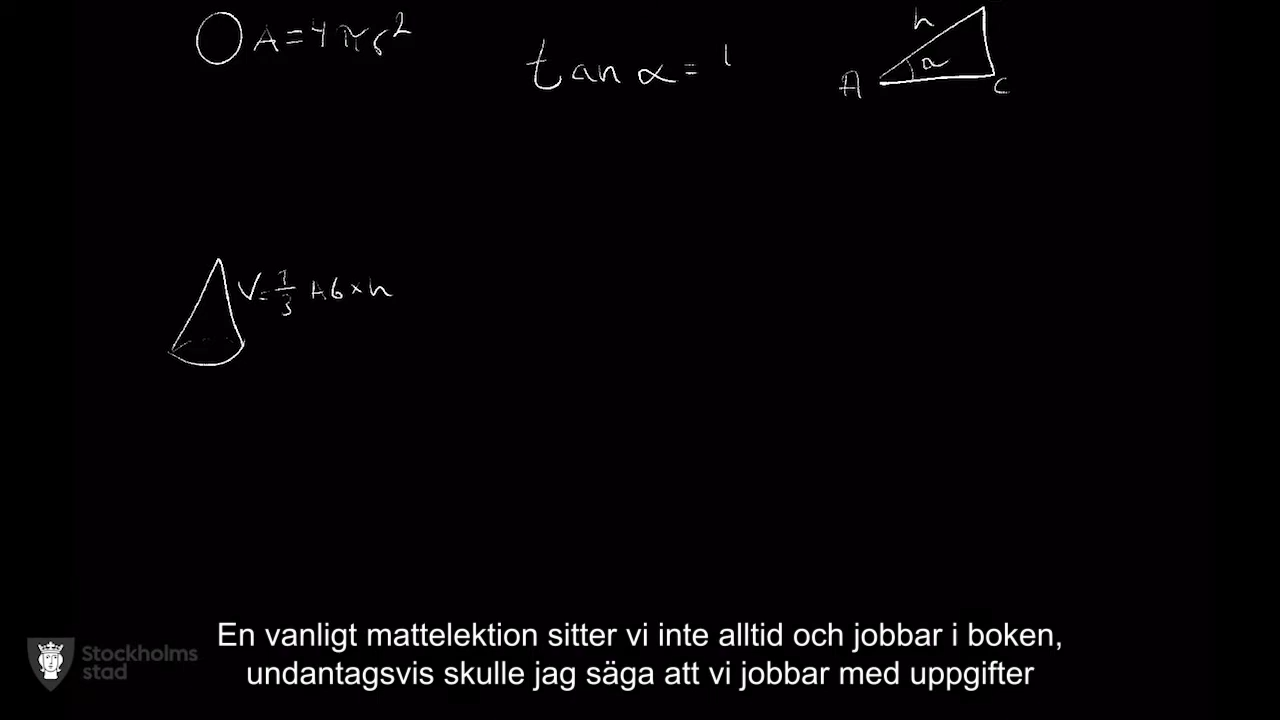 A=4πr²
tan α =
h
α
A
C
V=1/3 Ab×h
En vanligt mattelektion sitter vi inte alltid och jobbar i boken,
undantagsvis skulle jag säga att vi jobbar med uppgifter
Stockholms
stad